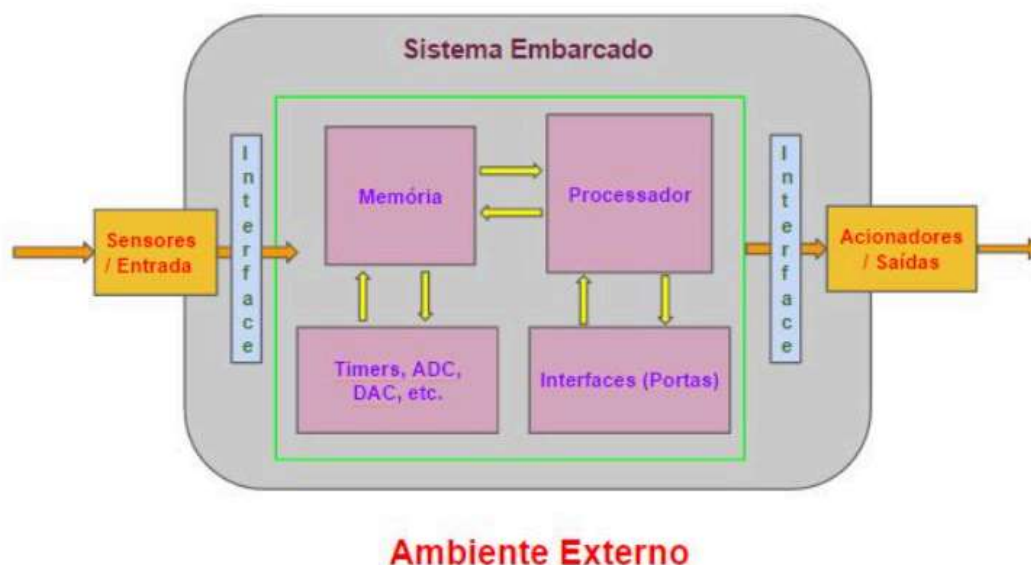 Sistema Embarcado
Interface
Memória
Processador
Interface
Sensores
/ Entrada
Acionadores
/ Saídas
Timers, ADC,
DAC, etc.
Interfaces (Portas)
Ambiente Externo